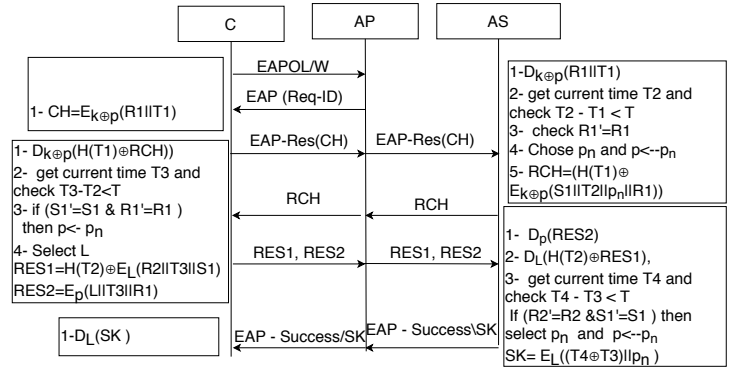 C
AP
AS
EAPOL/W
EAP (Req-ID)
1- CH=E_k⊕p(R1||T1)
1-D_k⊕p(R1||T1)
2- get current time T2 and
check T2 - T1 < T
3- check R1'=R1
4- Chose p_n and p<--p_n
5- RCH=(H(T1)⊕
E_k⊕p(S1||T2||p_n||R1))
EAP-Res(CH)
EAP-Res(CH)
1- D_k⊕p(H(T1)⊕RCH))
2- get current time T3 and
check T3-T2<T
3- if (S1'=S1 & R1'=R1 )
then p<- p_n
4- Select L
RES1=H(T2)⊕E_L(R2||T3||S1)
RES2=E_p(L||T3||R1)
RCH
RCH
RES1, RES2
RES1, RES2
1- D_p(RES2)
2- D_L(H(T2)⊕RES1),
3- get current time T4 and
check T4 - T3 < T
If (R2'=R2 &S1'=S1 ) then
select p_n and p<--p_n
SK= E_L((T4⊕T3)||p_n )
EAP - Success/SK
EAP - Success\SK
1-D_L(SK )